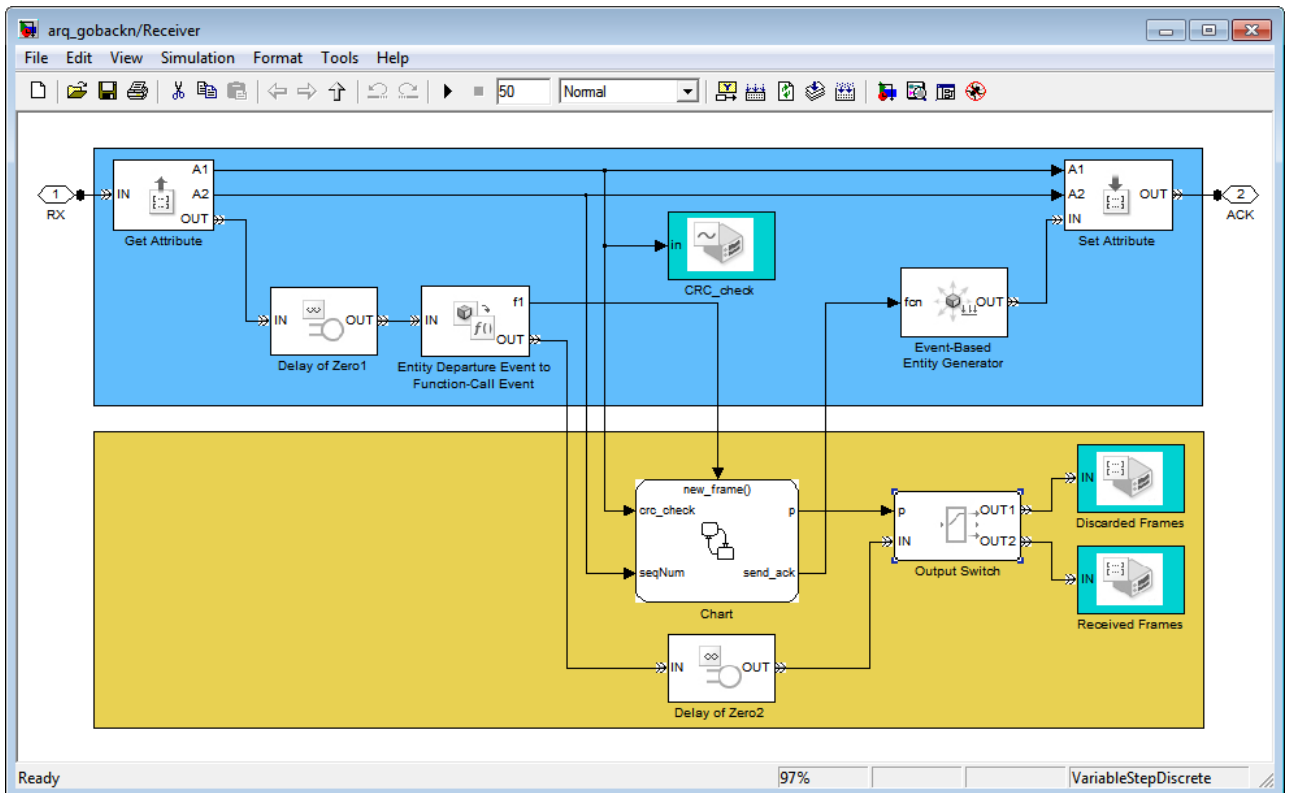 arq_gobackn/Receiver
File Edit View Simulation Format Tools Help
50 Normal
1
RX
IN
A1
A2
OUT
Get Attribute
A1
A2
IN
OUT
Set Attribute
2
ACK
in
CRC_check
IN
OUT
Delay of Zero1
IN
f1
f()
OUT
Entity Departure Event to
Function-Call Event
fcn
OUT
Event-Based
Entity Generator
new_frame()
crc_check
p
seqNum
send_ack
Chart
p
IN
OUT1
OUT2
Output Switch
IN
Discarded Frames
IN
Received Frames
IN
OUT
Delay of Zero2
Ready 97% VariableStepDiscrete